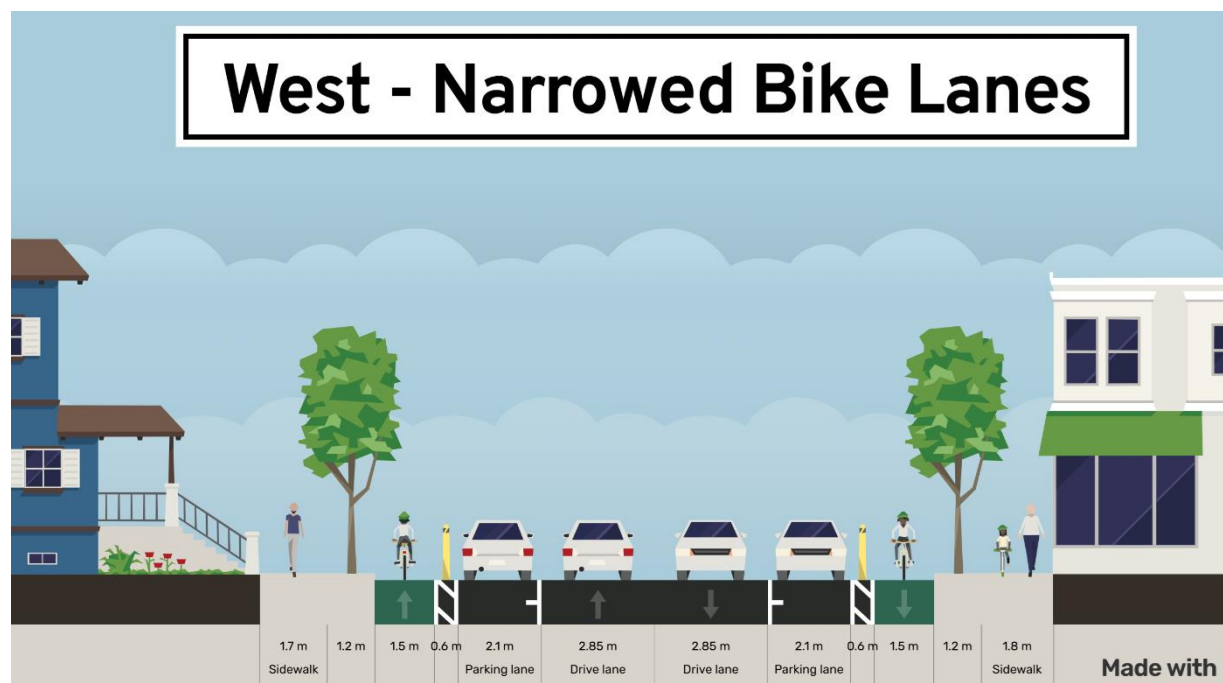 West - Narrowed Bike Lanes
1.7 m 1.2 m 1.5 m 0.6 m 2.1 m 2.85 m 2.85 m 2.1 m 0.6 m 1.5 m 1.2 m 1.8 m
Sidewalk Parking lane Drive lane Drive lane Parking lane Sidewalk
Made with